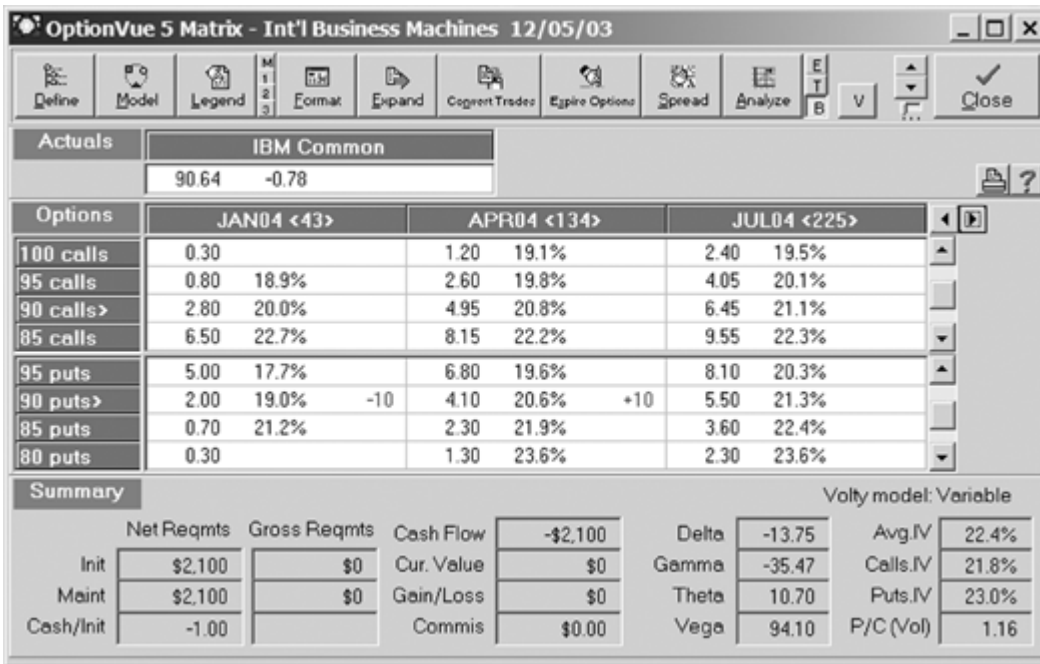 OptionVue 5 Matrix - Int'l Business Machines 12/05/03
Define Model Legend M 1 2 3 Format Expand Convert Trades Expire Options Spread Analyze E T B V Close
Actuals IBM Common
90.64 -0.78
Options JAN04 <43> APR04 <134> JUL04 <225>
100 calls 0.30 1.20 19.1% 2.40 19.5%
95 calls 0.80 18.9% 2.60 19.8% 4.05 20.1%
90 calls> 2.80 20.0% 4.95 20.8% 6.45 21.1%
85 calls 6.50 22.7% 8.15 22.2% 9.55 22.3%
95 puts 5.00 17.7% 6.80 19.6% 8.10 20.3%
90 puts> 2.00 19.0% -10 4.10 20.6% +10 5.50 21.3%
85 puts 0.70 21.2% 2.30 21.9% 3.60 22.4%
80 puts 0.30 1.30 23.6% 2.30 23.6%
Summary Volty model: Variable
Net Reqmts Gross Reqmts Cash Flow -$2,100 Delta -13.75 Avg.IV 22.4%
Init $2,100 $0 Cur. Value $0 Gamma -35.47 Calls.IV 21.8%
Maint $2,100 $0 Gain/Loss $0 Theta 10.70 Puts.IV 23.0%
Cash/Init -1.00 Commis $0.00 Vega 94.10 P/C (Vol) 1.16